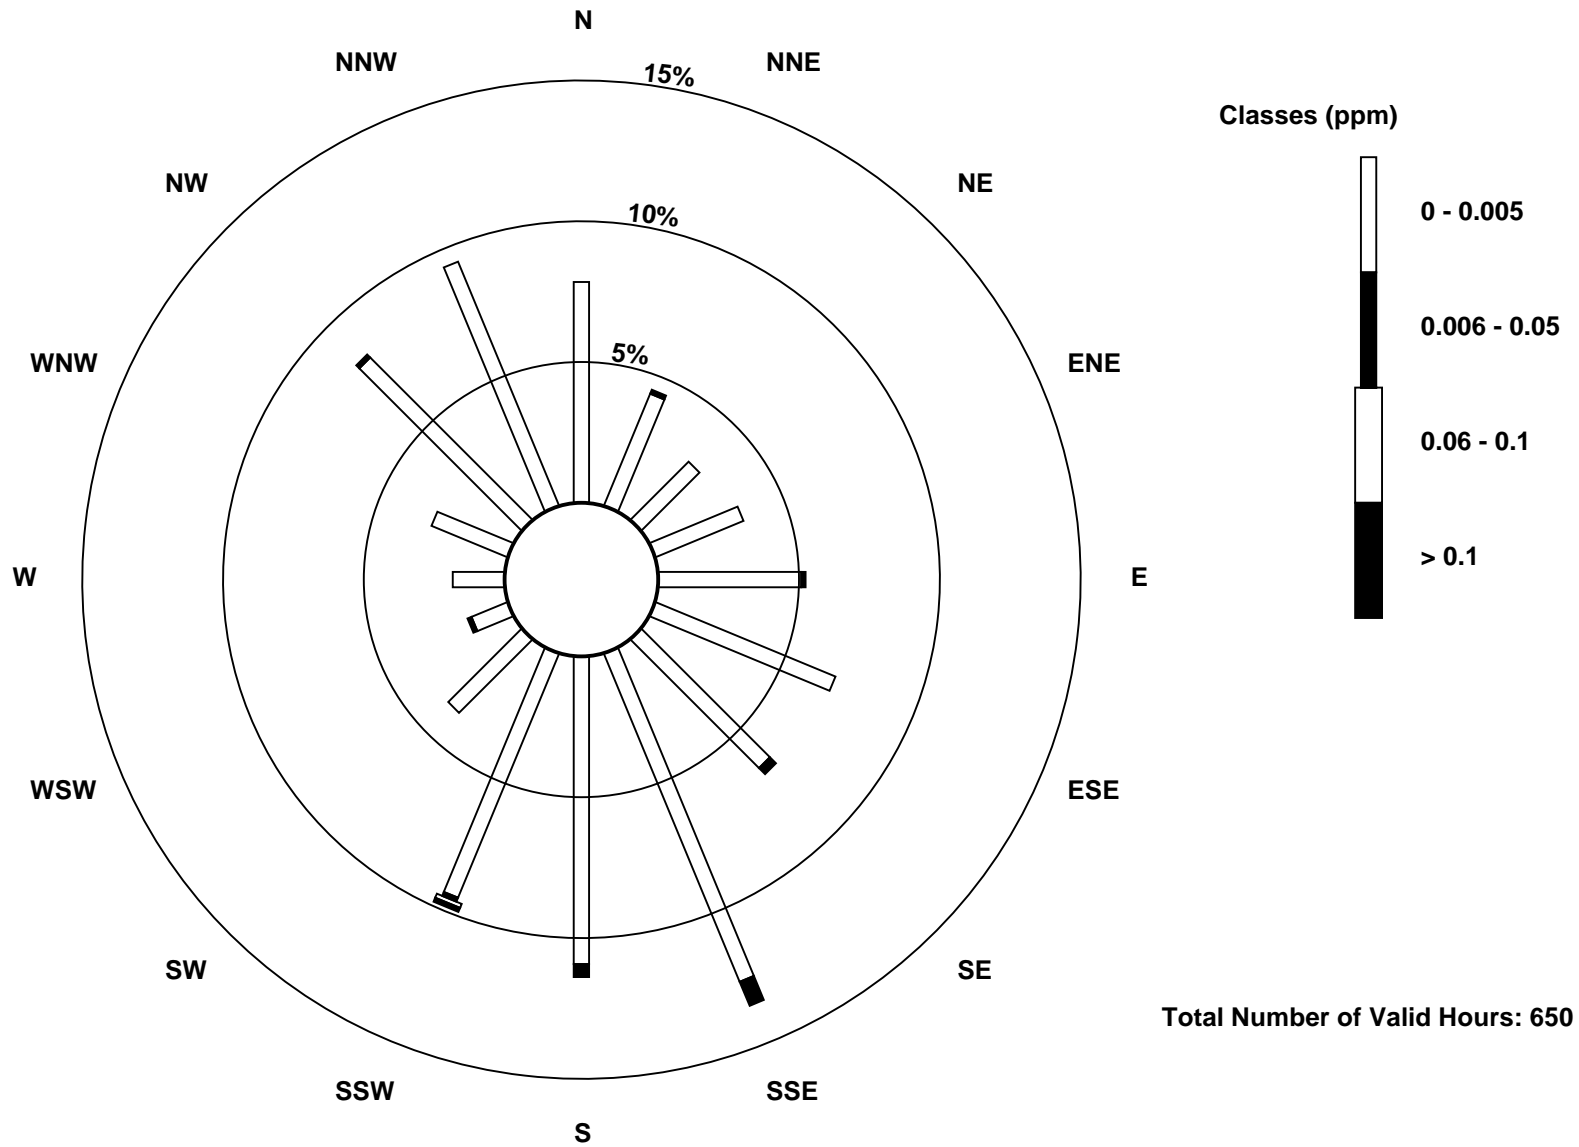 N
NNW
NNE
15%
Classes (ppm)
NW
NE
0 - 0.005
10%
0.006 - 0.05
5%
WNW
ENE
0.06 - 0.1
> 0.1
W
E
WSW
ESE
SW
SE
Total Number of Valid Hours: 650
SSW
SSE
S